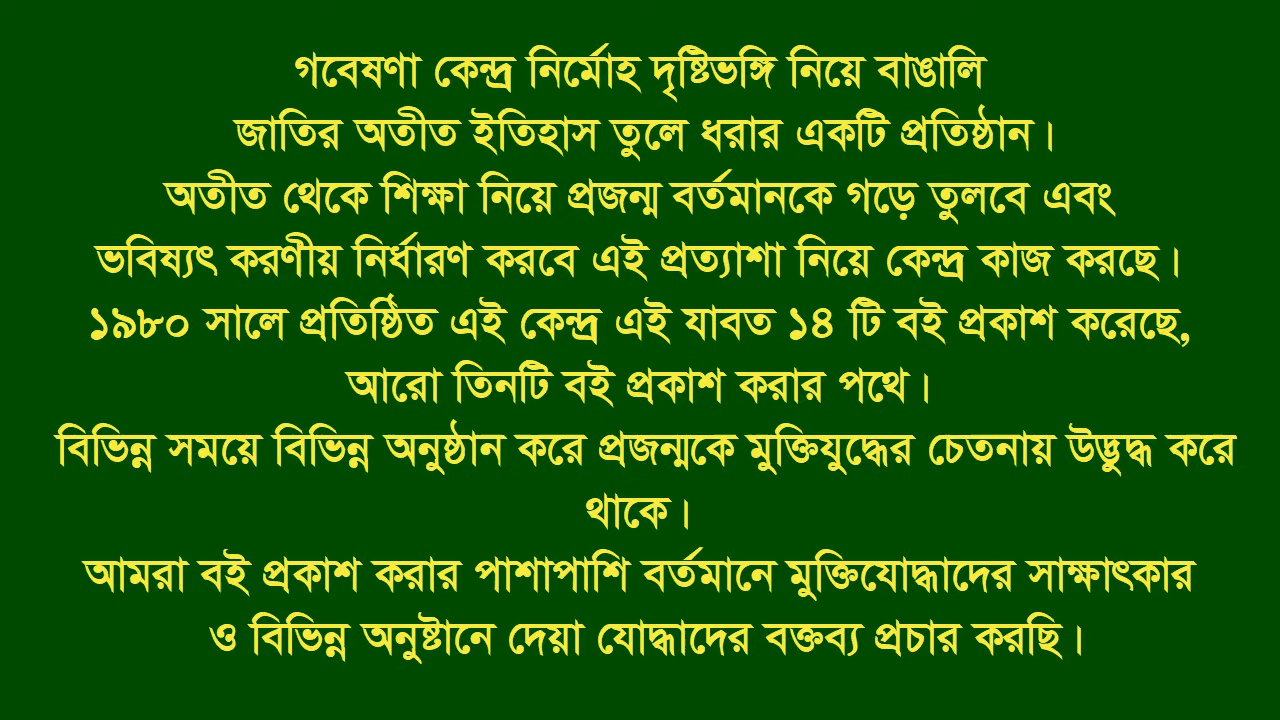 গবেষণা কেন্দ্র নির্মোহ দৃষ্টিভঙ্গি নিয়ে বাঙালি
জাতির অতীত ইতিহাস তুলে ধরার একটি প্রতিষ্ঠান।
অতীত থেকে শিক্ষা নিয়ে প্রজন্ম বর্তমানকে গড়ে তুলবে এবং
ভবিষ্যৎ করণীয় নির্ধারণ করবে এই প্রত্যাশা নিয়ে কেন্দ্র কাজ করছে।
১৯৮০ সালে প্রতিষ্ঠিত এই কেন্দ্র এই যাবত ১৪ টি বই প্রকাশ করেছে,
আরো তিনটি বই প্রকাশ করার পথে।
বিভিন্ন সময়ে বিভিন্ন অনুষ্ঠান করে প্রজন্মকে মুক্তিযুদ্ধের চেতনায় উদ্ভুদ্ধ করে
থাকে।
আমরা বই প্রকাশ করার পাশাপাশি বর্তমানে মুক্তিযোদ্ধাদের সাক্ষাৎকার
ও বিভিন্ন অনুষ্টানে দেয়া যোদ্ধাদের বক্তব্য প্রচার করছি।